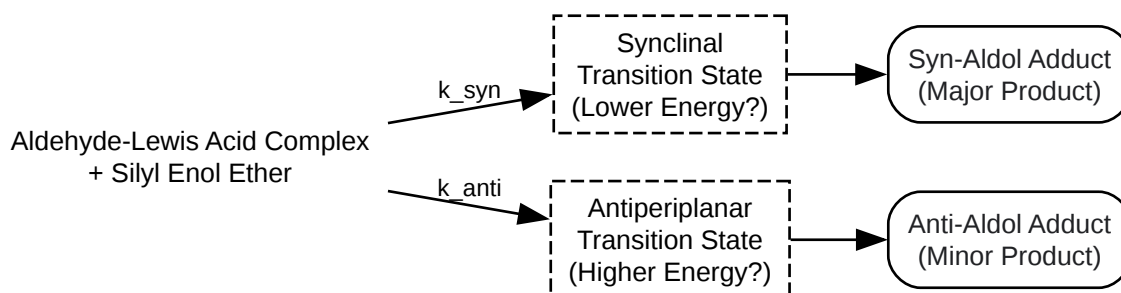 Aldehyde-Lewis Acid Complex
+ Silyl Enol Ether
k_syn
k_anti
Synclinal
Transition State
(Lower Energy?)
Antiperiplanar
Transition State
(Higher Energy?)
Syn-Aldol Adduct
(Major Product)
Anti-Aldol Adduct
(Minor Product)